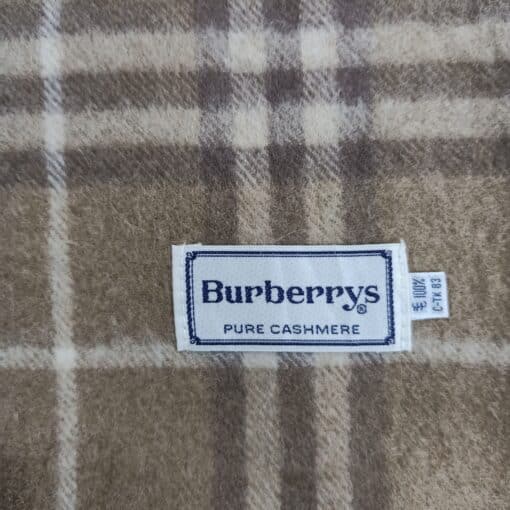 Burberrys®
PURE CASHMERE
毛 100%
C-TK 83